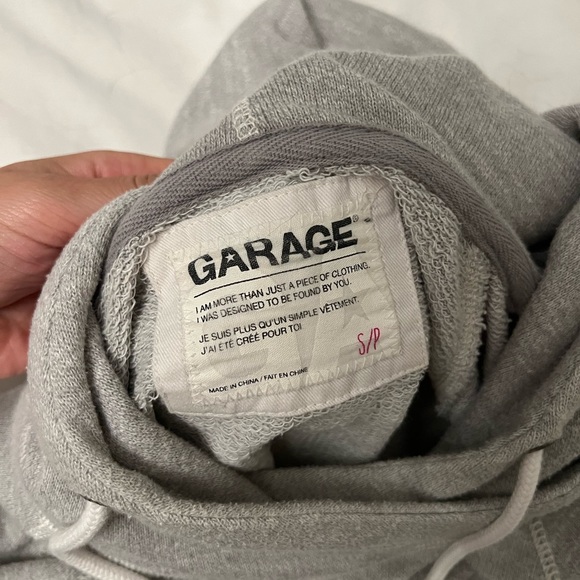 GARAGE®
I AM MORE THAN JUST A PIECE OF CLOTHING.
I WAS DESIGNED TO BE FOUND BY YOU.
JE SUIS PLUS QU'UN SIMPLE VÊTEMENT.
J'AI ÉTÉ CRÉÉ POUR TOI.
S/P
MADE IN CHINA / FAIT EN CHINE